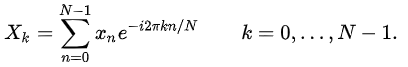 X_k = \sum_{n=0}^{N-1} x_n e^{-i2\pi kn/N} \qquad k = 0, \ldots, N-1.